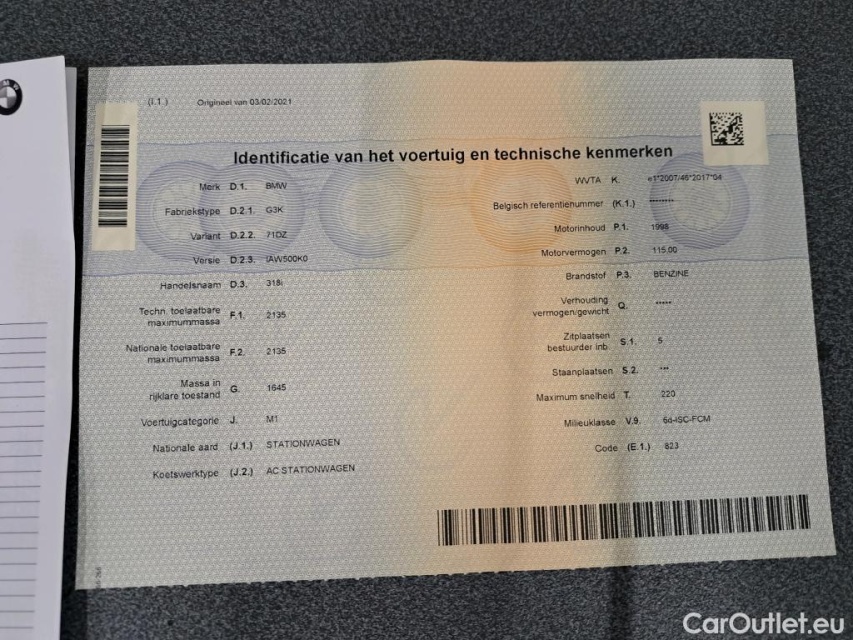 (I.1.) Origineel van 03/02/2021
Identificatie van het voertuig en technische kenmerken
Merk D.1. BMW
Fabriekstype D.2.1. G3K
Variant D.2.2. 71DZ
Versie D.2.3. IAW500K0
Handelsnaam D.3. 318i
Techn. toelaatbare
maximummassa F.1. 2135
Nationale toelaatbare
maximummassa F.2. 2135
Massa in
rijklare toestand G. 1645
Voertuigcategorie J. M1
Nationale aard (J.1.) STATIONWAGEN
Koetswerktype (J.2.) AC STATIONWAGEN
WVTA K. e1*2007/46*2017*04
Belgisch referentienummer (K.1.) ********
Motorinhoud P.1. 1998
Motorvermogen P.2. 115.00
Brandstof P.3. BENZINE
Verhouding
vermogen/gewicht Q. *****
Zitplaatsen
bestuurder inb. S.1. 5
Staanplaatsen S.2. ***
Maximum snelheid T. 220
Milieuklasse V.9. 6d-ISC-FCM
Code (E.1.) 823
CarOutlet.eu